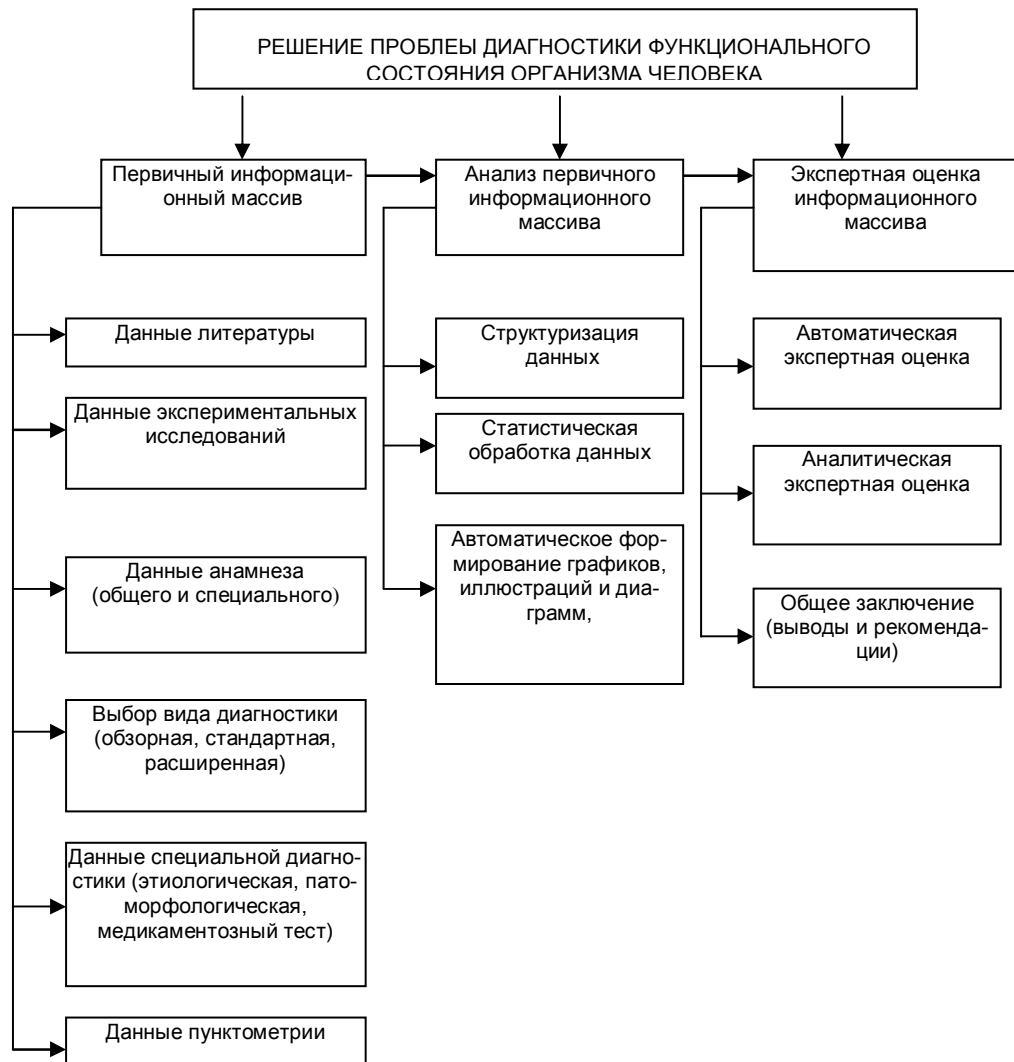 РЕШЕНИЕ ПРОБЛЕЫ ДИАГНОСТИКИ ФУНКЦИОНАЛЬНОГО
СОСТОЯНИЯ ОРГАНИЗМА ЧЕЛОВЕКА
Первичный информаци-
онный массив
Анализ первичного
информационного
массива
Экспертная оценка
информационного
массива
Данные литературы
Данные экспериментальных
исследований
Данные анамнеза
(общего и специального)
Выбор вида диагностики
(обзорная, стандартная,
расширенная)
Данные специальной диагно-
стики (этиологическая, пато-
морфологическая,
медикаментозный тест)
Данные пунктометрии
Структуризация
данных
Статистическая
обработка данных
Автоматическое фор-
мирование графиков,
иллюстраций и диа-
грамм,
Автоматическая
экспертная оценка
Аналитическая
экспертная оценка
Общее заключение
(выводы и рекоменда-
ции)